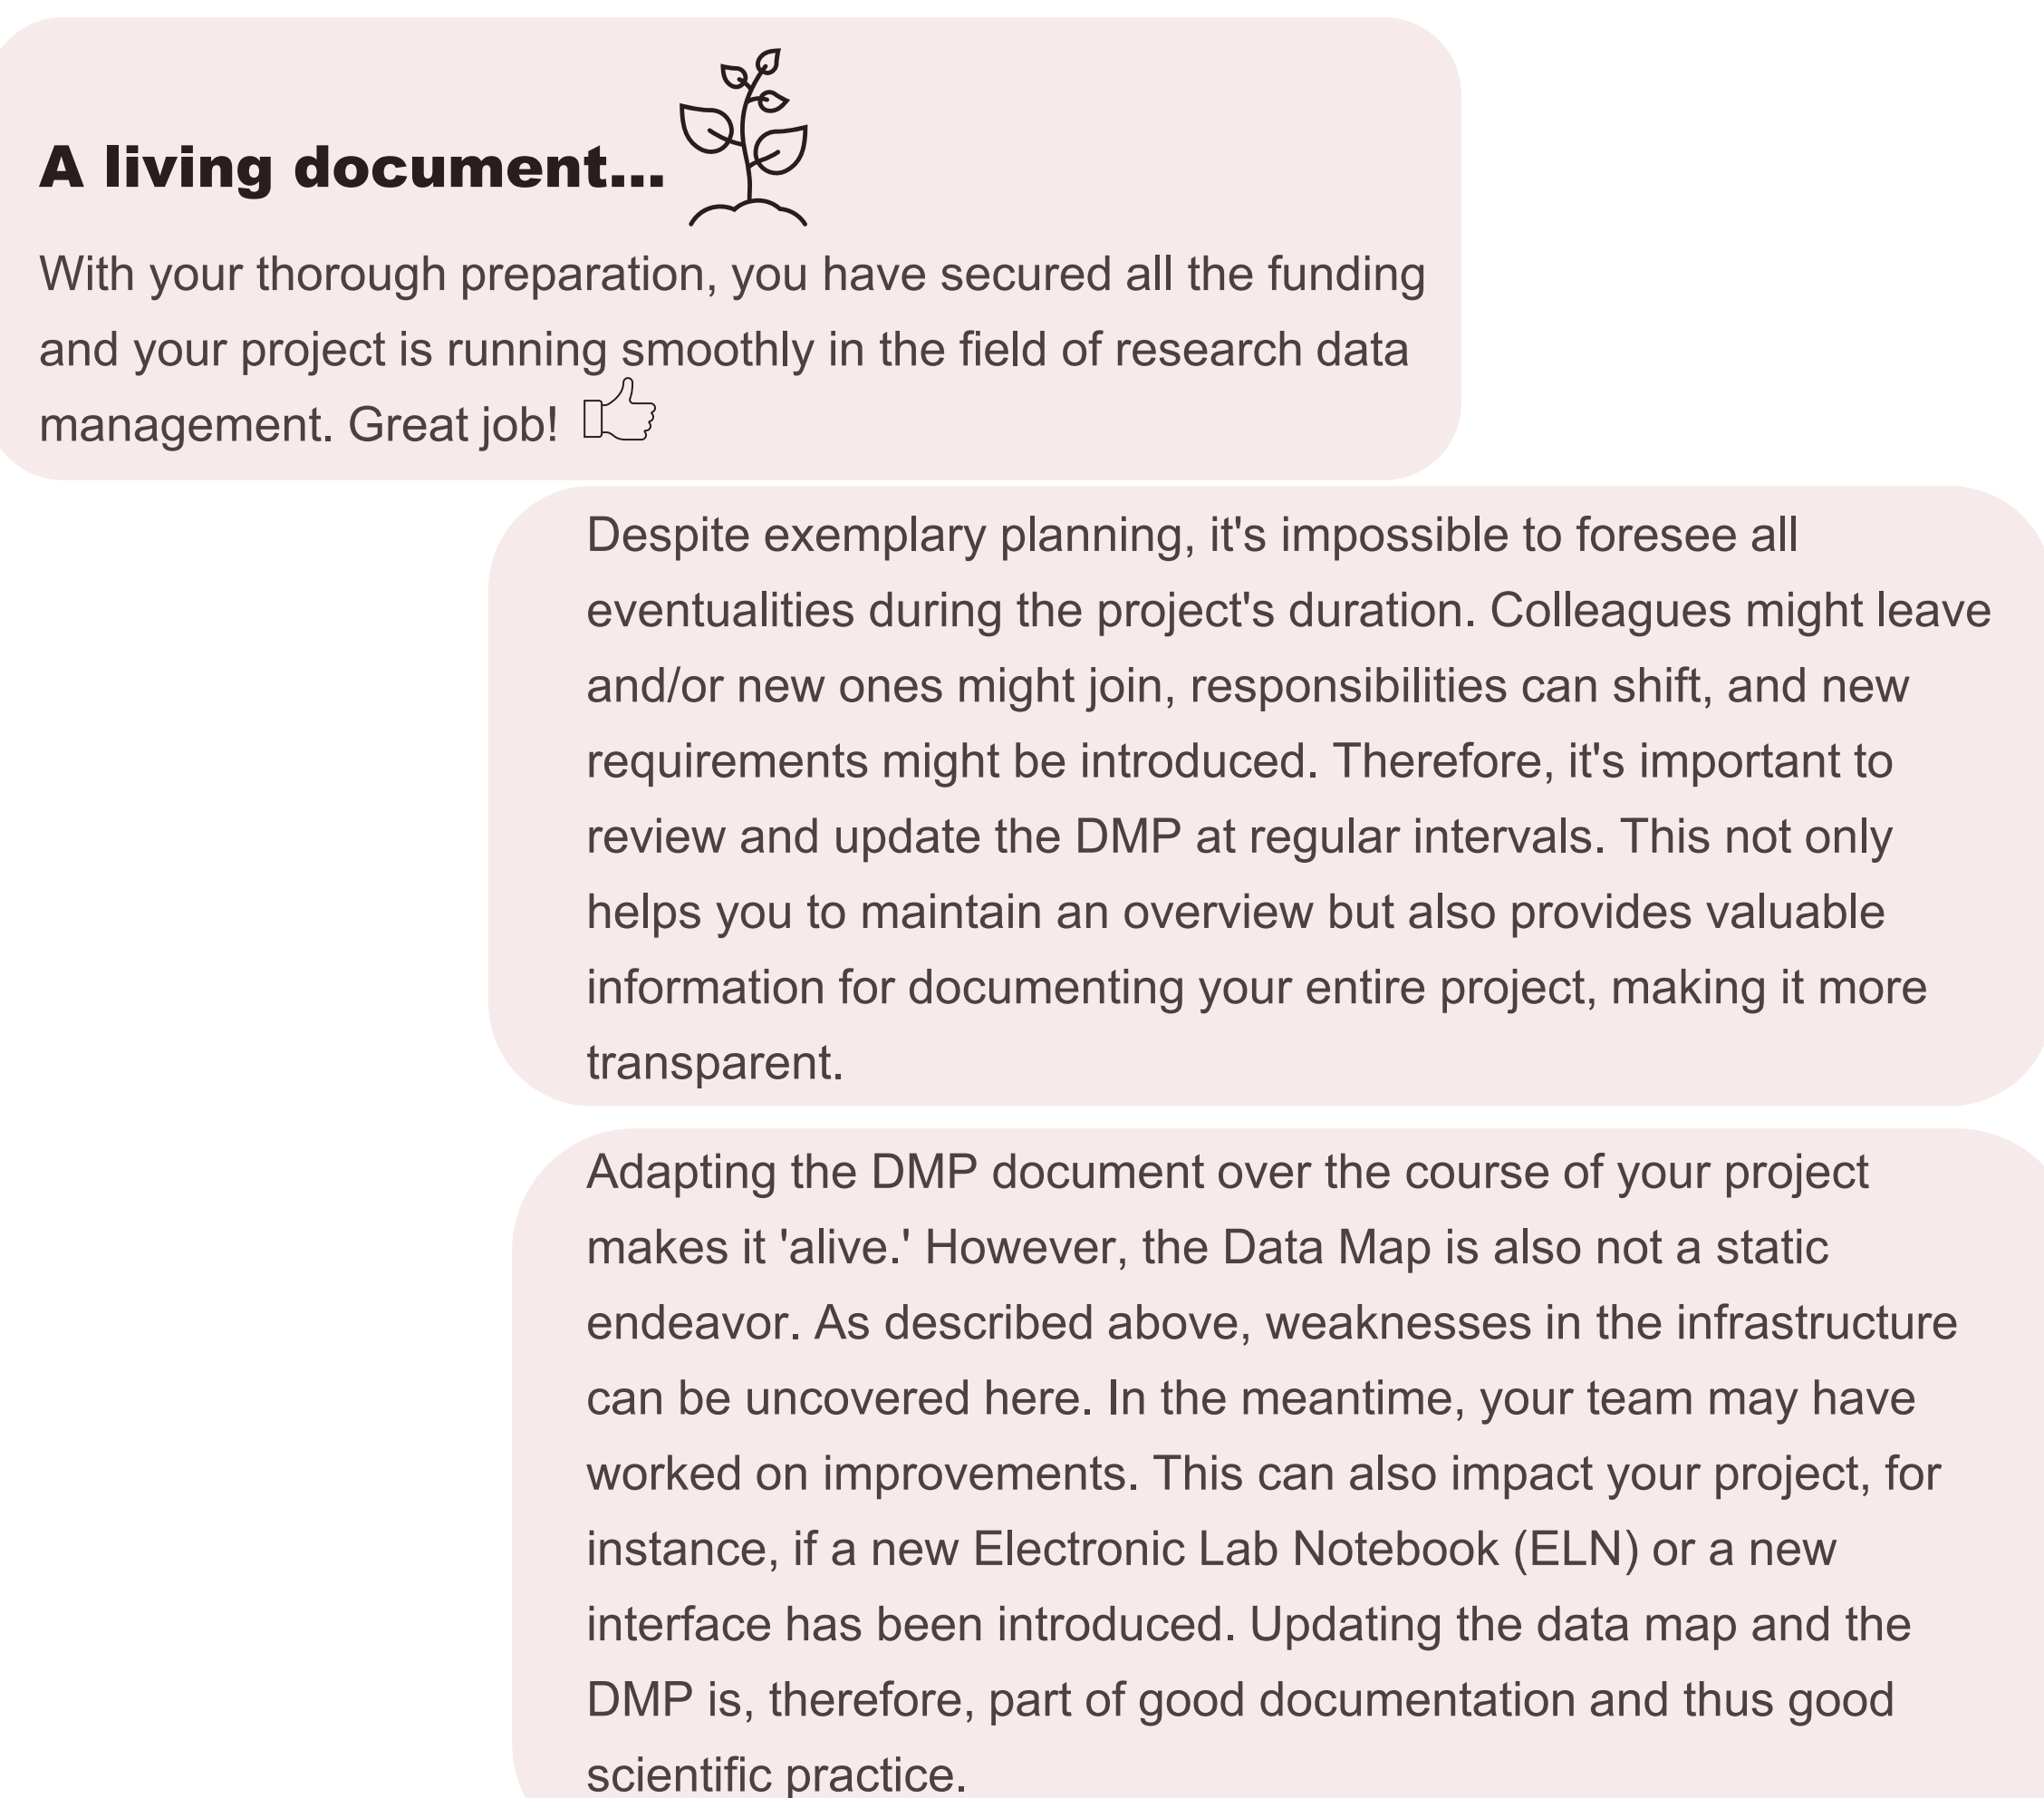 A living document...
With your thorough preparation, you have secured all the funding
and your project is running smoothly in the field of research data
management. Great job!
Despite exemplary planning, it's impossible to foresee all
eventualities during the project's duration. Colleagues might leave
and/or new ones might join, responsibilities can shift, and new
requirements might be introduced. Therefore, it's important to
review and update the DMP at regular intervals. This not only
helps you to maintain an overview but also provides valuable
information for documenting your entire project, making it more
transparent.
Adapting the DMP document over the course of your project
makes it 'alive.' However, the Data Map is also not a static
endeavor. As described above, weaknesses in the infrastructure
can be uncovered here. In the meantime, your team may have
worked on improvements. This can also impact your project, for
instance, if a new Electronic Lab Notebook (ELN) or a new
interface has been introduced. Updating the data map and the
DMP is, therefore, part of good documentation and thus good
scientific practice.